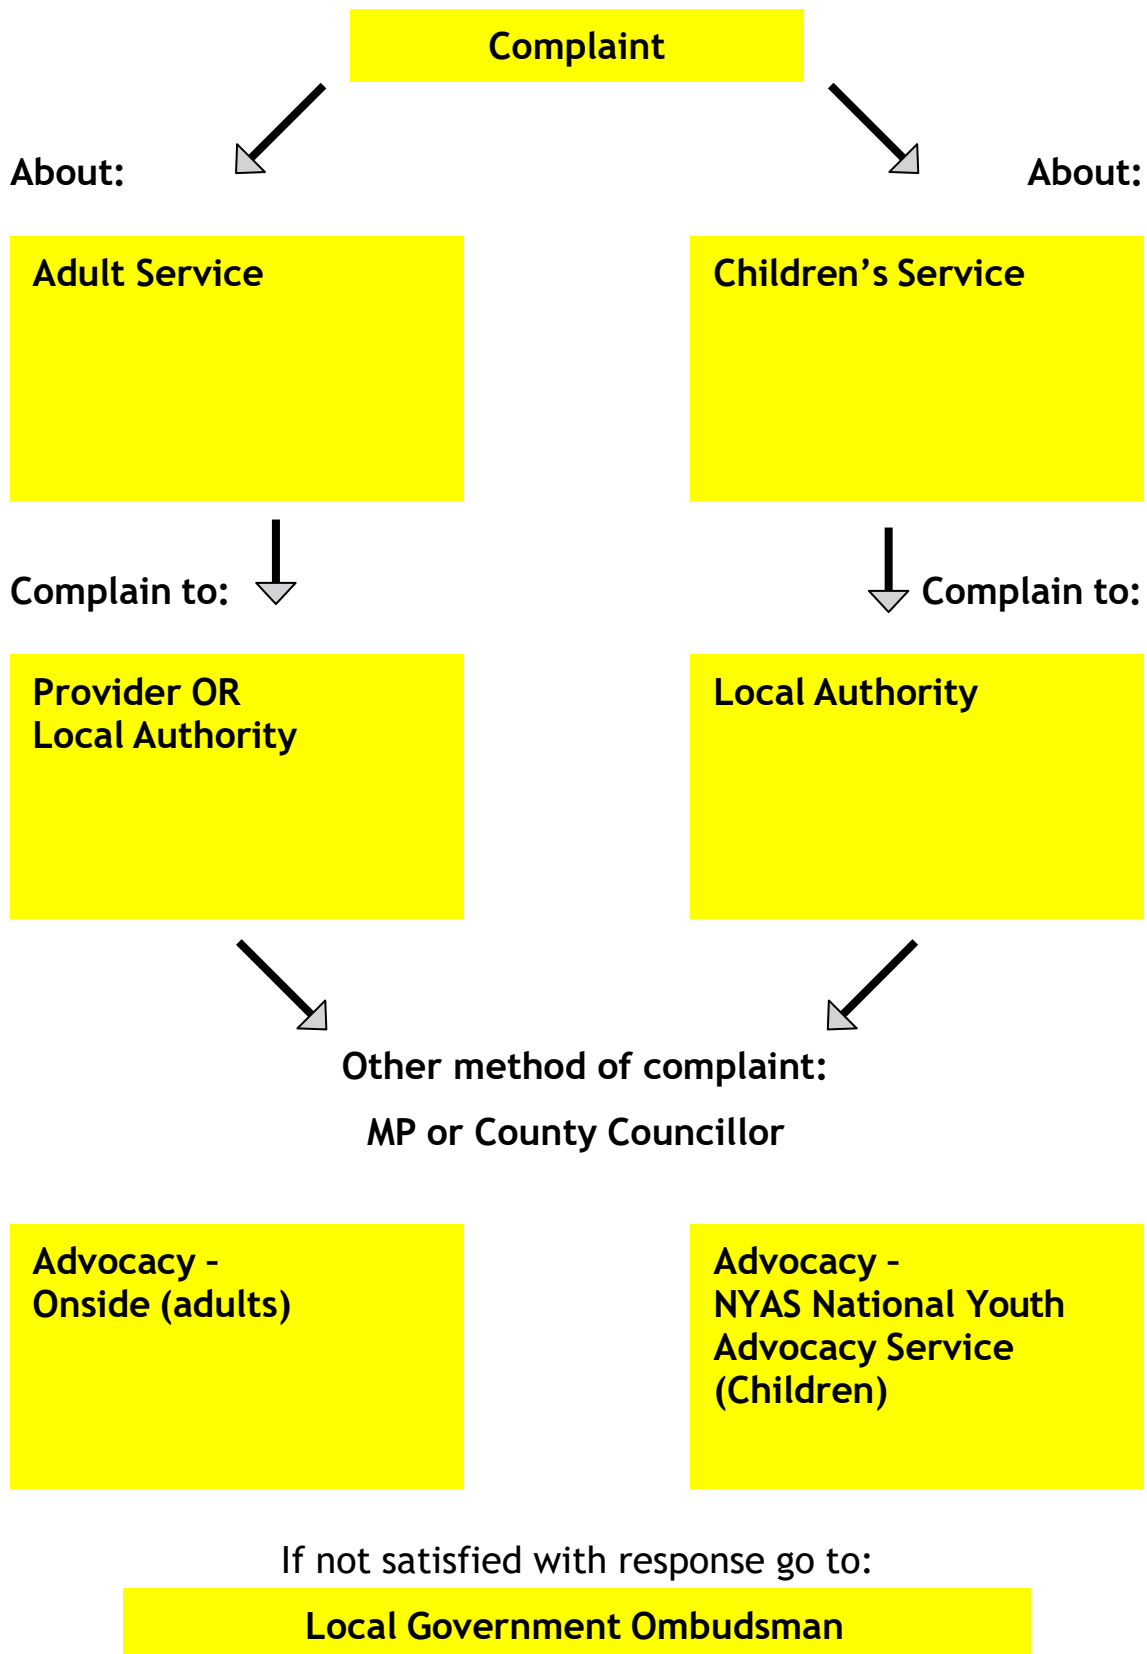 Complaint
About:
About:
Adult Service
Children’s Service
Complain to:
Complain to:
Provider OR
Local Authority
Local Authority
Other method of complaint:
MP or County Councillor
Advocacy –
Onside (adults)
Advocacy –
NYAS National Youth
Advocacy Service
(Children)
If not satisfied with response go to:
Local Government Ombudsman